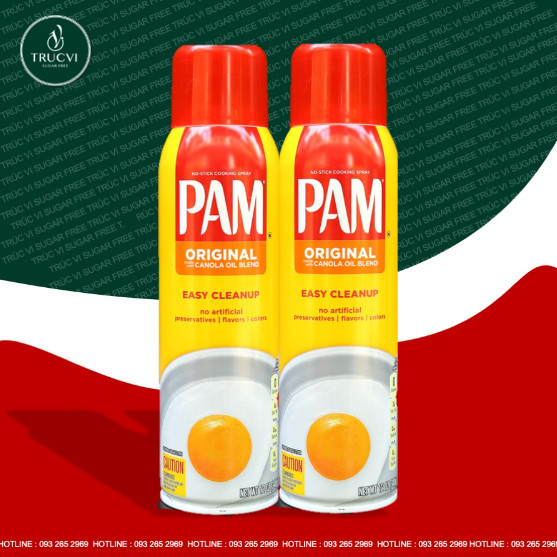 TRUCVI
SUGAR FREE
NO-STICK COOKING SPRAY
PAM
ORIGINAL
CANOLA OIL BLEND
EASY CLEANUP
no artificial
preservatives | flavors | colors
CAUTION
NO-STICK COOKING SPRAY
PAM
ORIGINAL
CANOLA OIL BLEND
EASY CLEANUP
no artificial
preservatives | flavors | colors
CAUTION
HOTLINE : 093 265 2969 HOTLINE : 093 265 2969 HOTLINE : 093 265 2969 HOTLINE : 093 265 2969 HOTLINE : 093 265 2969